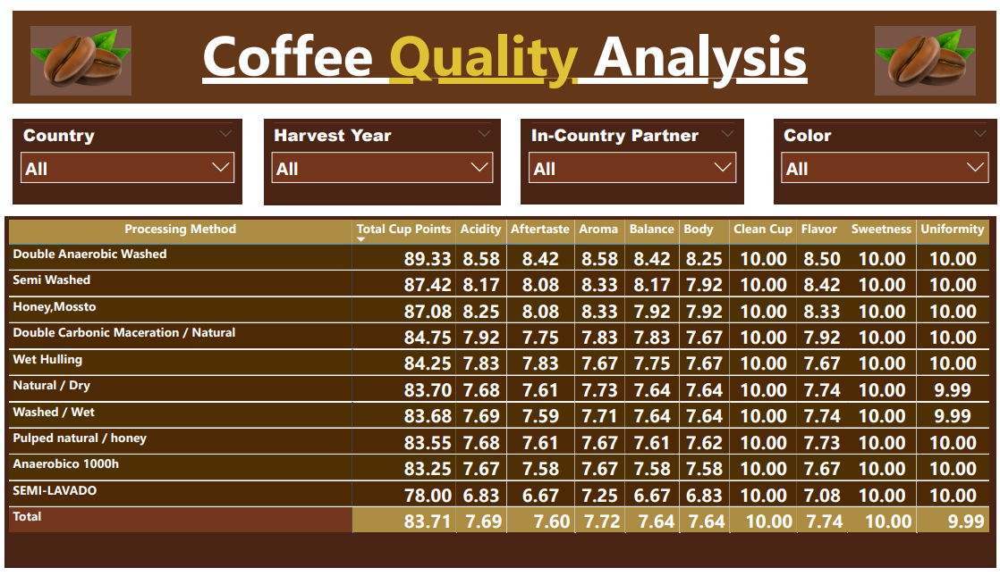 Coffee Quality Analysis
Country Harvest Year In-Country Partner Color
All All All All
Processing Method Total Cup Points Acidity Aftertaste Aroma Balance Body Clean Cup Flavor Sweetness Uniformity
Double Anaerobic Washed 89.33 8.58 8.42 8.58 8.42 8.25 10.00 8.50 10.00 10.00
Semi Washed 87.42 8.17 8.08 8.33 8.17 7.92 10.00 8.42 10.00 10.00
Honey,Mossto 87.08 8.25 8.08 8.33 7.92 7.92 10.00 8.33 10.00 10.00
Double Carbonic Maceration / Natural 84.75 7.92 7.75 7.83 7.83 7.67 10.00 7.92 10.00 10.00
Wet Hulling 84.25 7.83 7.83 7.67 7.75 7.67 10.00 7.67 10.00 10.00
Natural / Dry 83.70 7.68 7.61 7.73 7.64 7.64 10.00 7.74 10.00 9.99
Washed / Wet 83.68 7.69 7.59 7.71 7.64 7.64 10.00 7.74 10.00 9.99
Pulped natural / honey 83.55 7.68 7.61 7.67 7.61 7.62 10.00 7.73 10.00 10.00
Anaerobico 1000h 83.25 7.67 7.58 7.67 7.58 7.58 10.00 7.67 10.00 10.00
SEMI-LAVADO 78.00 6.83 6.67 7.25 6.67 6.83 10.00 7.08 10.00 10.00
Total 83.71 7.69 7.60 7.72 7.64 7.64 10.00 7.74 10.00 9.99